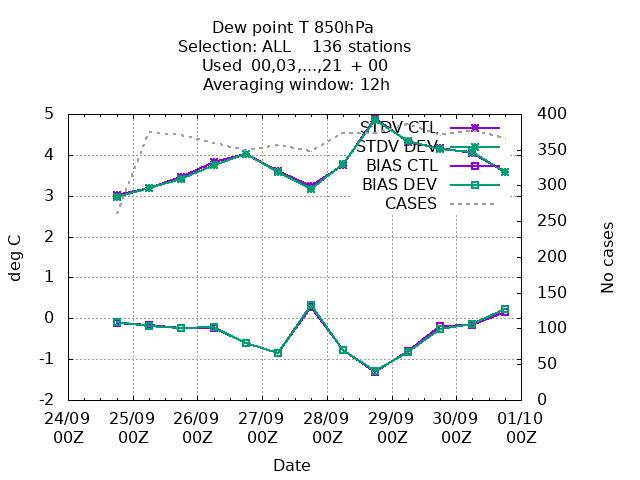 Dew point T 850hPa
Selection: ALL    136 stations
Used  00,03,...,21  + 00
Averaging window: 12h
STDV CTL
STDV DEV
BIAS CTL
BIAS DEV
CASES
5
4
3
2
1
0
-1
-2
deg C
400
350
300
250
200
150
100
50
0
No cases
24/09 25/09 26/09 27/09 28/09 29/09 30/09 01/10
00Z 00Z 00Z 00Z 00Z 00Z 00Z 00Z
Date